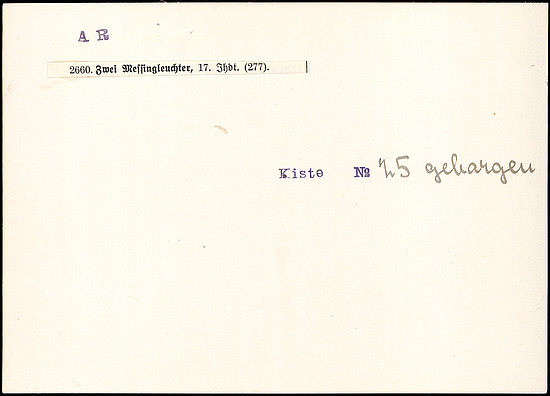 A R
2660. Zwei Meſſingleuchter, 17. Jhdt. (277).
Kiste № 25 geborgen